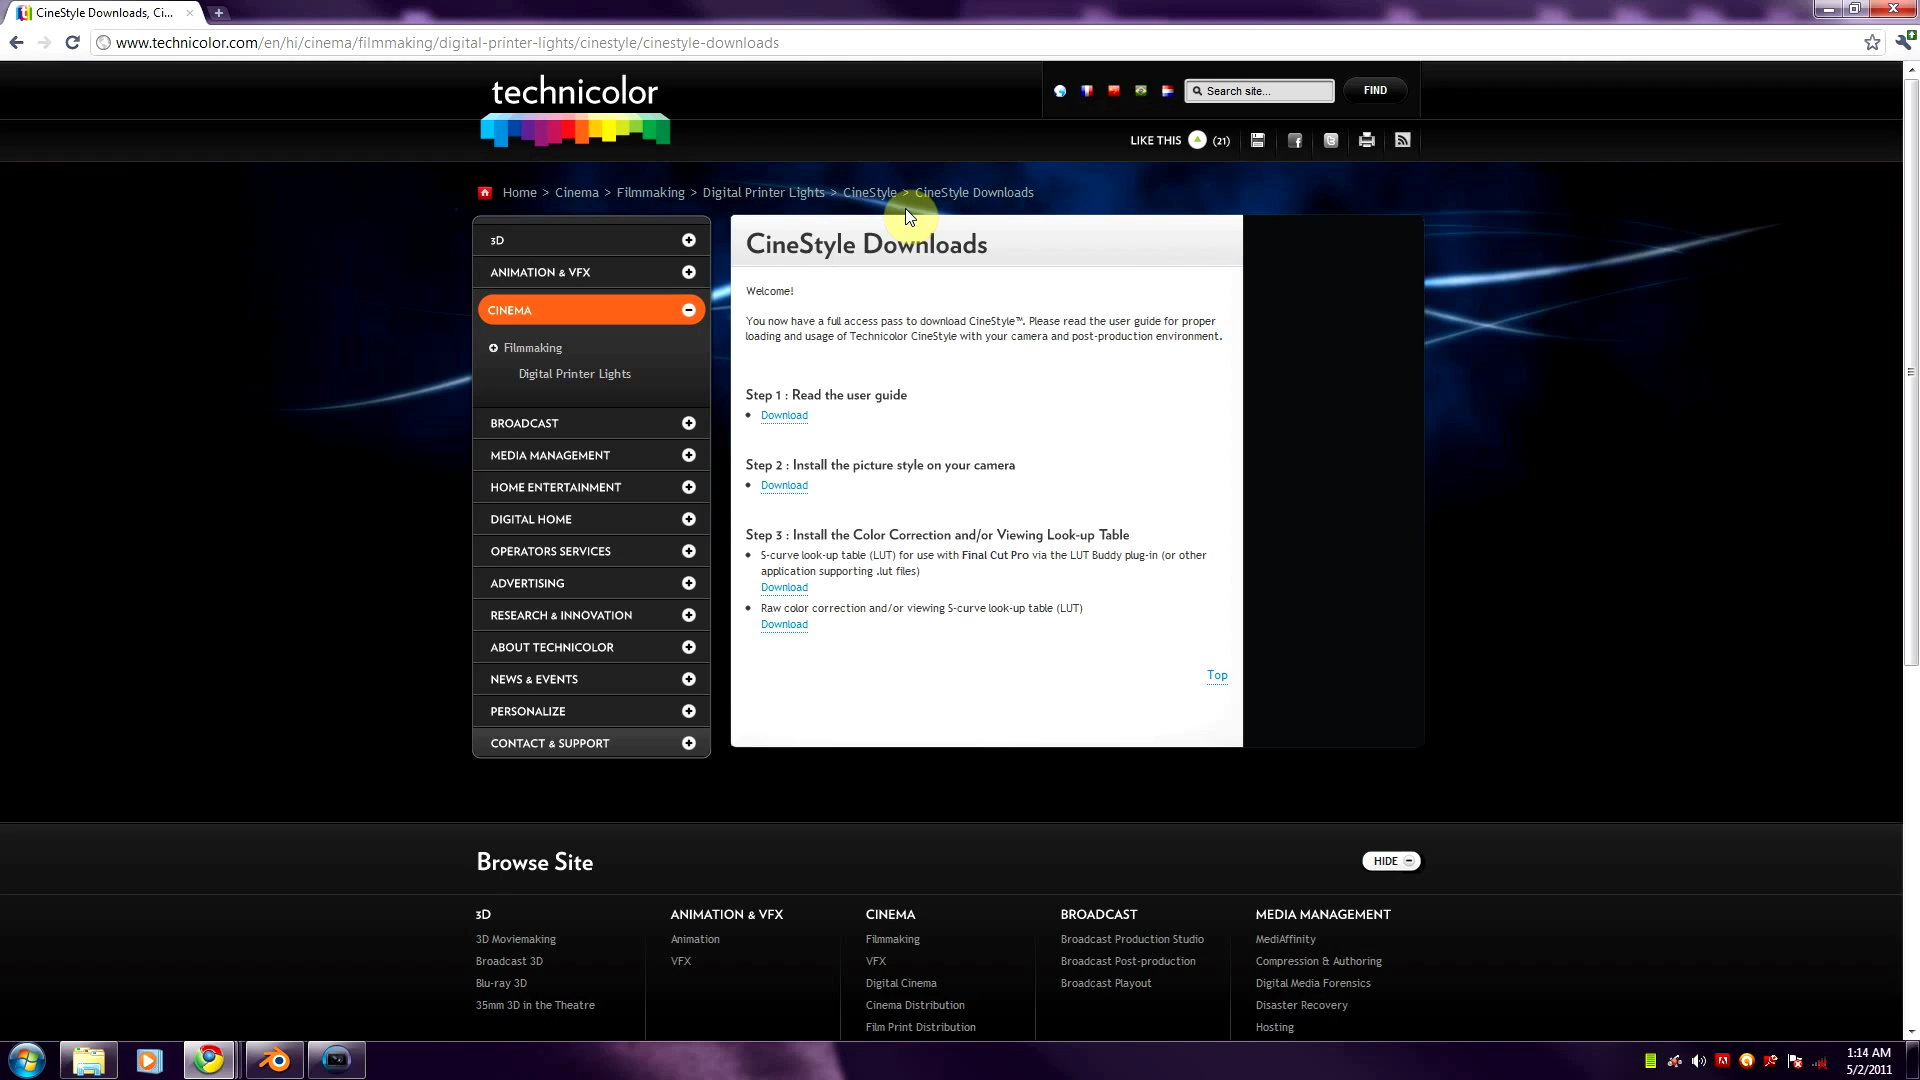 CineStyle Downloads, Ci...
www.technicolor.com/en/hi/cinema/filmmaking/digital-printer-lights/cinestyle/cinestyle-downloads
technicolor
Search site...
FIND
LIKE THIS (21)
Home > Cinema > Filmmaking > Digital Printer Lights > CineStyle > CineStyle Downloads
3D
ANIMATION & VFX
CINEMA
Filmmaking
Digital Printer Lights
BROADCAST
MEDIA MANAGEMENT
HOME ENTERTAINMENT
DIGITAL HOME
OPERATORS SERVICES
ADVERTISING
RESEARCH & INNOVATION
ABOUT TECHNICOLOR
NEWS & EVENTS
PERSONALIZE
CONTACT & SUPPORT
CineStyle Downloads
Welcome!
You now have a full access pass to download CineStyle™. Please read the user guide for proper
loading and usage of Technicolor CineStyle with your camera and post-production environment.
Step 1 : Read the user guide
• Download
Step 2 : Install the picture style on your camera
• Download
Step 3 : Install the Color Correction and/or Viewing Look-up Table
• S-curve look-up table (LUT) for use with Final Cut Pro via the LUT Buddy plug-in (or other
application supporting .lut files)
Download
• Raw color correction and/or viewing S-curve look-up table (LUT)
Download
Top
Browse Site
HIDE
3D
3D Moviemaking
Broadcast 3D
Blu-ray 3D
35mm 3D in the Theatre
ANIMATION & VFX
Animation
VFX
CINEMA
Filmmaking
VFX
Digital Cinema
Cinema Distribution
Film Print Distribution
BROADCAST
Broadcast Production Studio
Broadcast Post-production
Broadcast Playout
MEDIA MANAGEMENT
MediAffinity
Compression & Authoring
Digital Media Forensics
Disaster Recovery
Hosting
1:14 AM
5/2/2011